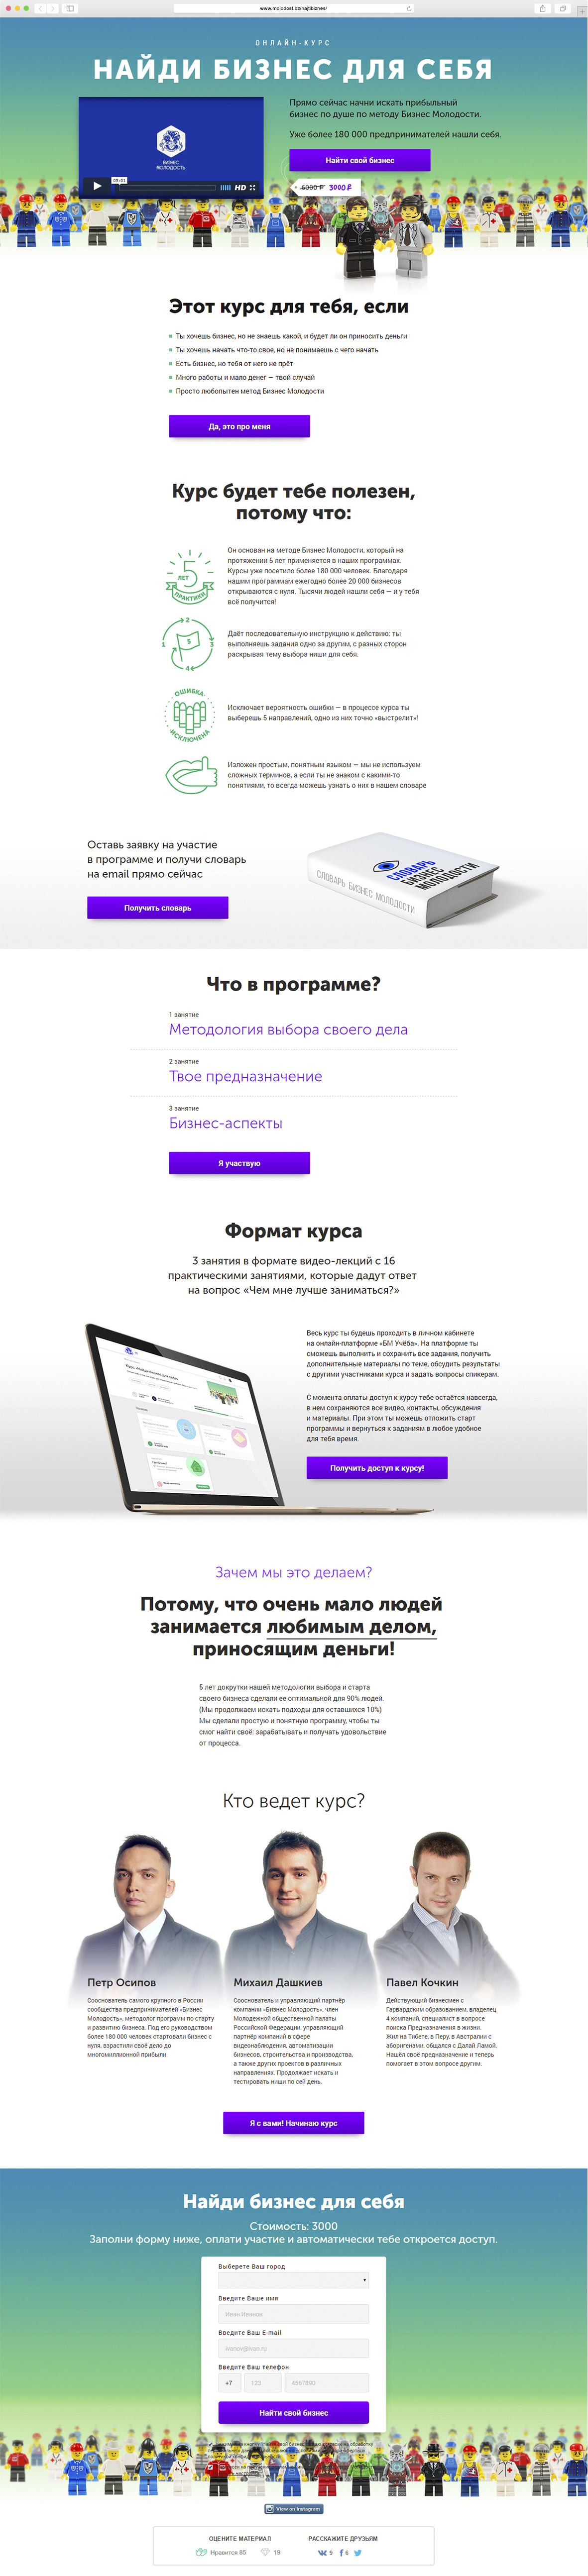 www.molodost.bz/najtibiznes/
ОНЛАЙН-КУРС
НАЙДИ БИЗНЕС ДЛЯ СЕБЯ
Прямо сейчас начни искать прибыльный
бизнес по душе по методу Бизнес Молодости.
Уже более 180 000 предпринимателей нашли себя.
БИЗНЕС
МОЛОДОСТЬ
05:01
HD
Найти свой бизнес
6000 ₽ 3000 ₽
Этот курс для тебя, если
Ты хочешь бизнес, но не знаешь какой, и будет ли он приносить деньги
Ты хочешь начать что-то свое, но не понимаешь с чего начать
Есть бизнес, но тебя от него не прёт
Много работы и мало денег — твой случай
Просто любопытен метод Бизнес Молодости
Да, это про меня
Курс будет тебе полезен,
потому что:
5
ЛЕТ
ПРАКТИКИ
Он основан на методе Бизнес Молодости, который на
протяжении 5 лет применяется в наших программах.
Курсы уже посетило более 180 000 человек. Благодаря
нашим программам ежегодно более 20 000 бизнесов
открываются с нуля. Тысячи людей нашли себя — и у тебя
всё получится!
1 2 3 4 5
Даёт последовательную инструкцию к действию: ты
выполняешь задания одно за другим, с разных сторон
раскрывая тему выбора ниши для себя.
ОШИБКА
ИСКЛЮЧЕНА
Исключает вероятность ошибки — в процессе курса ты
выберешь 5 направлений, одно из них точно «выстрелит»!
Изложен простым, понятным языком — мы не используем
сложных терминов, а если ты не знаком с какими-то
понятиями, то всегда можешь узнать о них в нашем словаре
Оставь заявку на участие
в программе и получи словарь
на email прямо сейчас
Получить словарь
СЛОВАРЬ
БИЗНЕС
МОЛОДОСТИ
СЛОВАРЬ БИЗНЕС МОЛОДОСТИ
Что в программе?
1 занятие
Методология выбора своего дела
2 занятие
Твое предназначение
3 занятие
Бизнес-аспекты
Я участвую
Формат курса
3 занятия в формате видео-лекций с 16
практическими занятиями, которые дадут ответ
на вопрос «Чем мне лучше заниматься?»
Весь курс ты будешь проходить в личном кабинете
на онлайн-платформе «БМ Учёба». На платформе ты
сможешь выполнить и сохранить все задания, получить
дополнительные материалы по теме, обсудить результаты
с другими участниками курса и задать вопросы спикерам.
С момента оплаты доступ к курсу тебе остаётся навсегда,
в нем сохраняются все видео, контакты, обсуждения
и материалы. При этом ты можешь отложить старт
программы и вернуться к заданиям в любое удобное
для тебя время.
Получить доступ к курсу!
Зачем мы это делаем?
Потому, что очень мало людей
занимается любимым делом,
приносящим деньги!
5 лет докрутки нашей методологии выбора и старта
своего бизнеса сделали ее оптимальной для 90% людей.
(Мы продолжаем искать подходы для оставшихся 10%)
Мы сделали простую и понятную программу, чтобы ты
смог найти своё: зарабатывать и получать удовольствие
от процесса.
Кто ведет курс?
Петр Осипов
Сооснователь самого крупного в России
сообщества предпринимателей «Бизнес
Молодость», методолог программ по старту
и развитию бизнеса. Под его руководством
более 180 000 человек стартовали бизнес с
нуля, взрастили своё дело до
многомиллионной прибыли.
Михаил Дашкиев
Сооснователь и управляющий партнёр
компании «Бизнес Молодость», член
Молодежной общественной палаты
Российской Федерации, управляющий
партнёр компаний в сфере
видеонаблюдения, автоматизации
бизнесов, строительства и производства,
а также других проектов в различных
направлениях. Продолжает искать и
тестировать ниши по сей день.
Павел Кочкин
Действующий бизнесмен с
Гарвардским образованием, владелец
4 компаний, специалист в вопросе
поиска Предназначения в жизни.
Жил на Тибете, в Перу, в Австралии с
аборигенами, общался с Далай Ламой.
Нашёл своё предназначение и теперь
помогает в этом вопросе другим.
Я с вами! Начинаю курс
Найди бизнес для себя
Стоимость: 3000
Заполни форму ниже, оплати участие и автоматически тебе откроется доступ.
Выберете Ваш город
Введите Ваше имя
Иван Иванов
Введите Ваш E-mail
ivanov@ivan.ru
Введите Ваш телефон
+7 123 4567890
Найти свой бизнес
View on Instagram
ОЦЕНИТЕ МАТЕРИАЛ
Нравится 85
19
РАССКАЖИТЕ ДРУЗЬЯМ
9
6